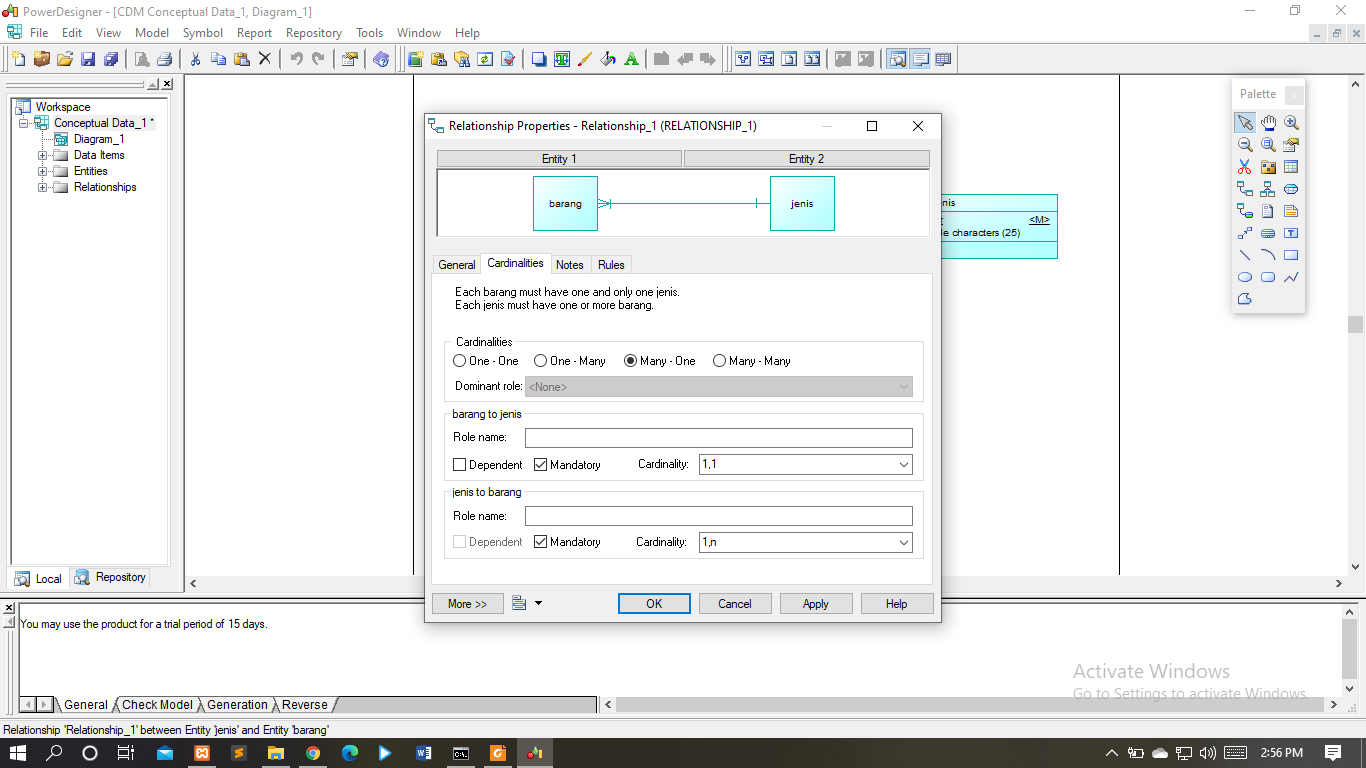 PowerDesigner - [CDM Conceptual Data_1, Diagram_1]
File Edit View Model Symbol Report Repository Tools Window Help
Workspace
Conceptual Data_1 *
Diagram_1
Data Items
Entities
Relationships
Local Repository
Relationship Properties - Relationship_1 (RELATIONSHIP_1)
Entity 1 Entity 2
barang jenis
General Cardinalities Notes Rules
Each barang must have one and only one jenis.
Each jenis must have one or more barang.
Cardinalities
One - One One - Many Many - One Many - Many
Dominant role: <None>
barang to jenis
Role name:
Dependent Mandatory Cardinality: 1,1
jenis to barang
Role name:
Dependent Mandatory Cardinality: 1,n
More >> OK Cancel Apply Help
enis
<M>
le characters (25)
Palette
You may use the product for a trial period of 15 days.
General Check Model Generation Reverse
Activate Windows
Go to Settings to activate Windows.
Relationship 'Relationship_1' between Entity 'jenis' and Entity 'barang'
2:56 PM